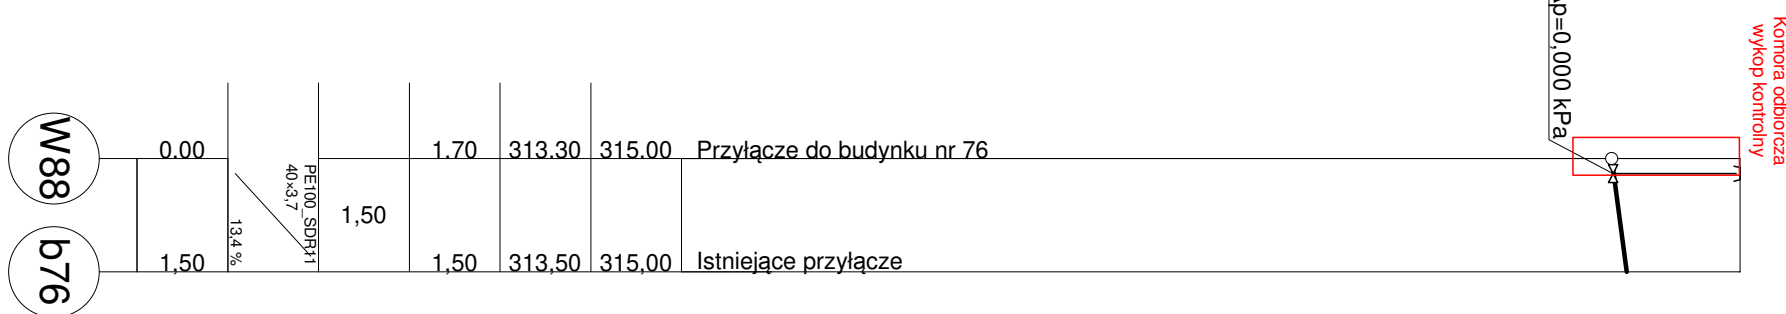 Komora odbiorcza
wykop kontrolny
p=0,000 kPa
W88
0.00
1.70
313.30
315.00
Przyłącze do budynku nr 76
PE100_SDR11
40×3,7
13,4 %
1,50
b76
1,50
1,50
313,50
315,00
Istniejące przyłącze